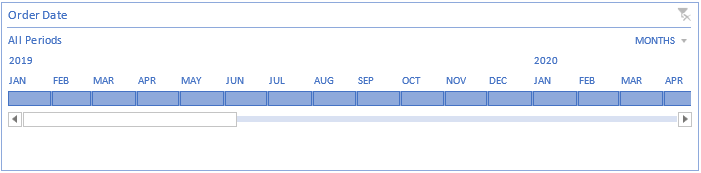 Order Date
All Periods MONTHS
2019 2020
JAN FEB MAR APR MAY JUN JUL AUG SEP OCT NOV DEC JAN FEB MAR APR